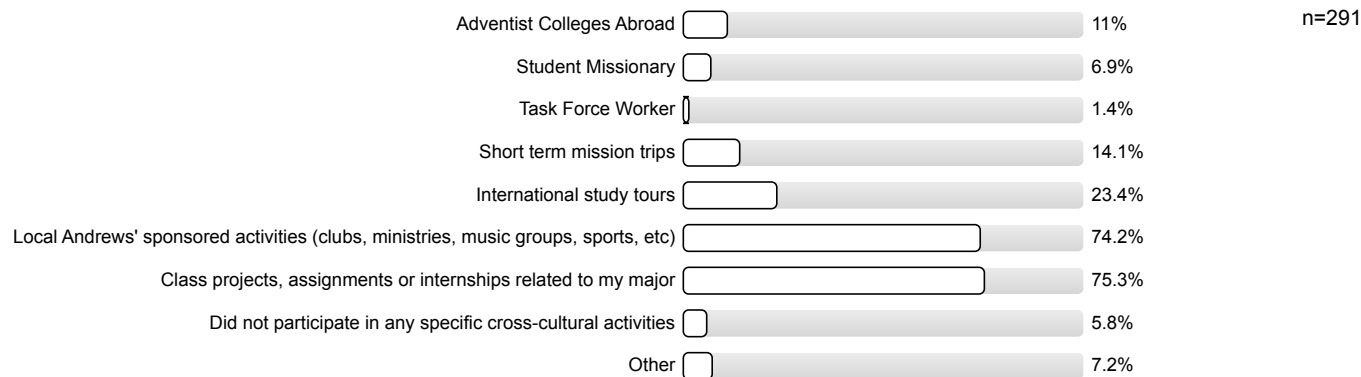 Adventist Colleges Abroad 11% n=291
Student Missionary 6.9%
Task Force Worker 1.4%
Short term mission trips 14.1%
International study tours 23.4%
Local Andrews' sponsored activities (clubs, ministries, music groups, sports, etc) 74.2%
Class projects, assignments or internships related to my major 75.3%
Did not participate in any specific cross-cultural activities 5.8%
Other 7.2%